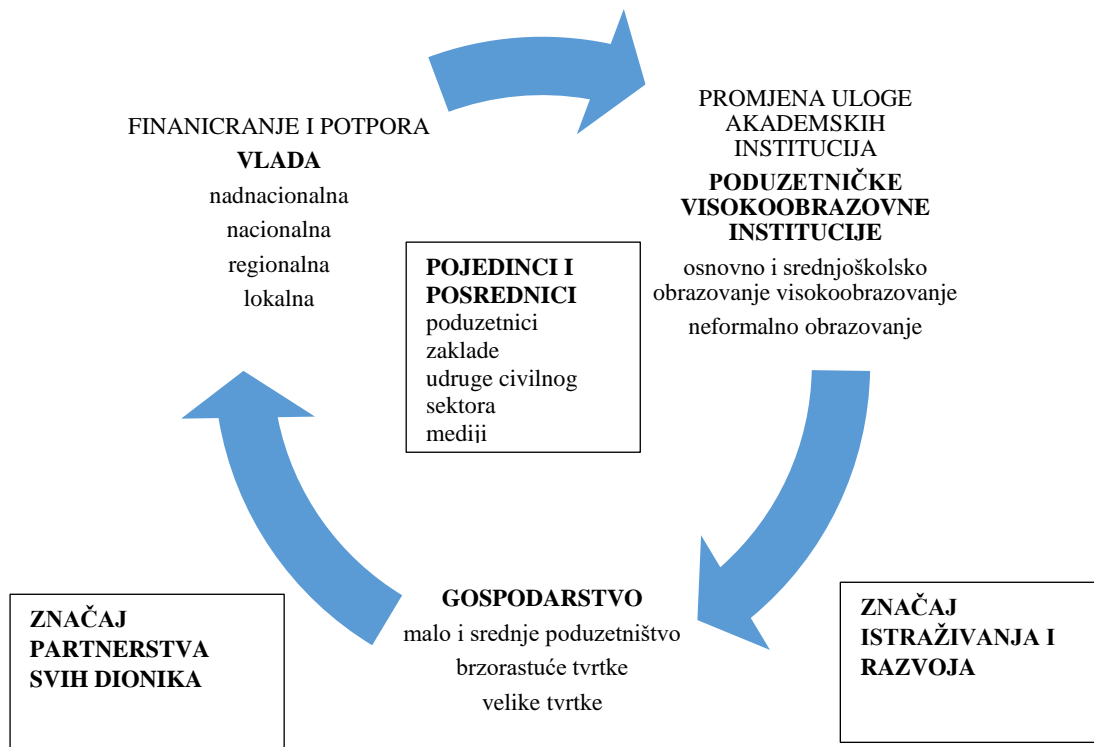 FINANICRANJE I POTPORA
VLADA
nadnacionalna
nacionalna
regionalna
lokalna
PROMJENA ULOGE
AKADEMSKIH
INSTITUCIJA
PODUZETNIČKE
VISOKOOBRAZOVNE
INSTITUCIJE
osnovno i srednjoškolsko
obrazovanje visokoobrazovanje
neformalno obrazovanje
POJEDINCI I
POSREDNICI
poduzetnici
zaklade
udruge civilnog
sektora
mediji
GOSPODARSTVO
malo i srednje poduzetništvo
brzorastuće tvrtke
velike tvrtke
ZNAČAJ
PARTNERSTVA
SVIH DIONIKA
ZNAČAJ
ISTRAŽIVANJA I
RAZVOJA